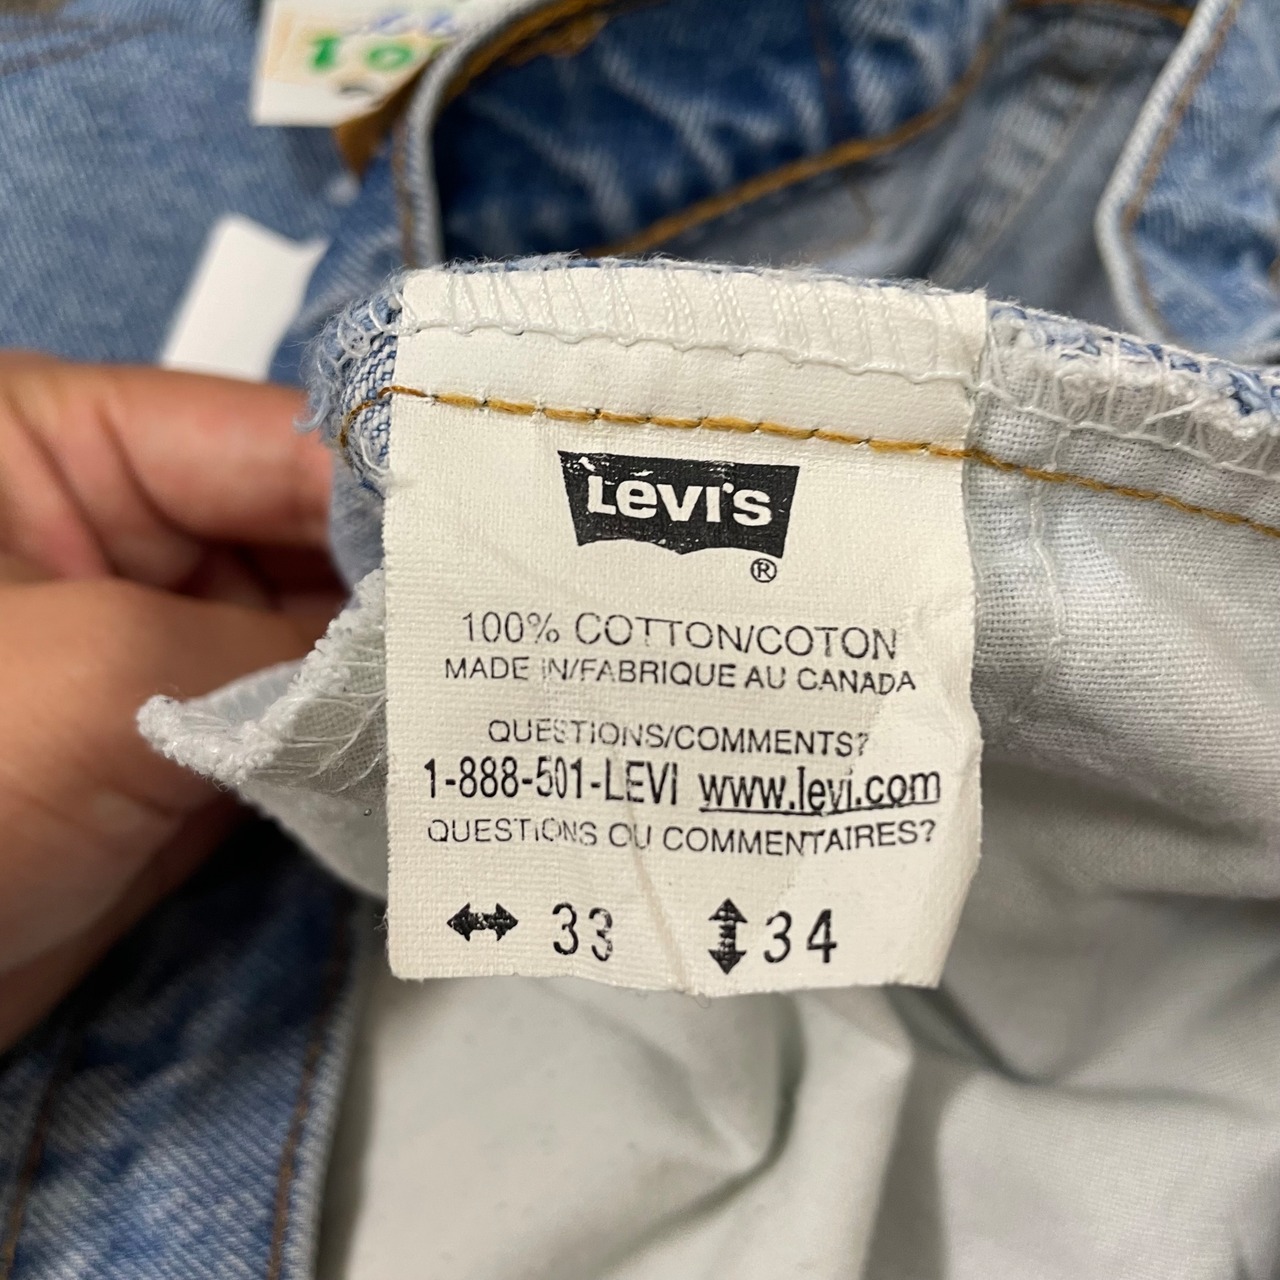 01
Levi's
®
100% COTTON/COTON
MADE IN/FABRIQUE AU CANADA
QUESTIONS/COMMENTS?
1-888-501-LEVI www.levi.com
QUESTIONS OU COMMENTAIRES?
33 34